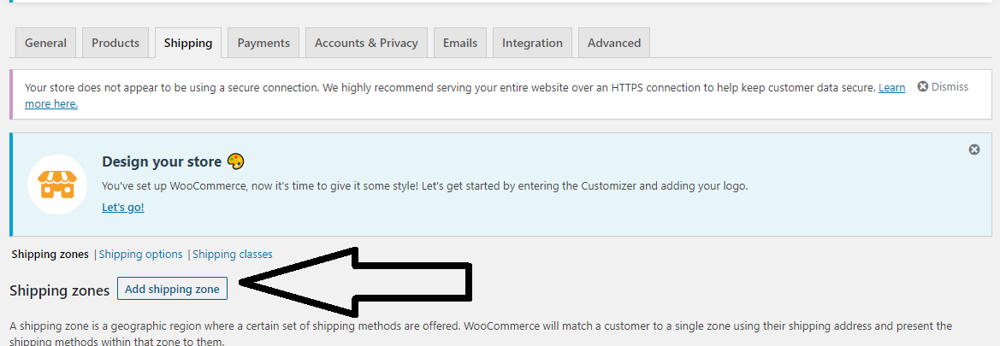 General Products Shipping Payments Accounts & Privacy Emails Integration Advanced
Your store does not appear to be using a secure connection. We highly recommend serving your entire website over an HTTPS connection to help keep customer data secure. Learn
more here.
Dismiss
Design your store
You've set up WooCommerce, now it's time to give it some style! Let's get started by entering the Customizer and adding your logo.
Let's go!
Shipping zones | Shipping options | Shipping classes
Shipping zones Add shipping zone
A shipping zone is a geographic region where a certain set of shipping methods are offered. WooCommerce will match a customer to a single zone using their shipping address and present the
shipping methods within that zone to them.